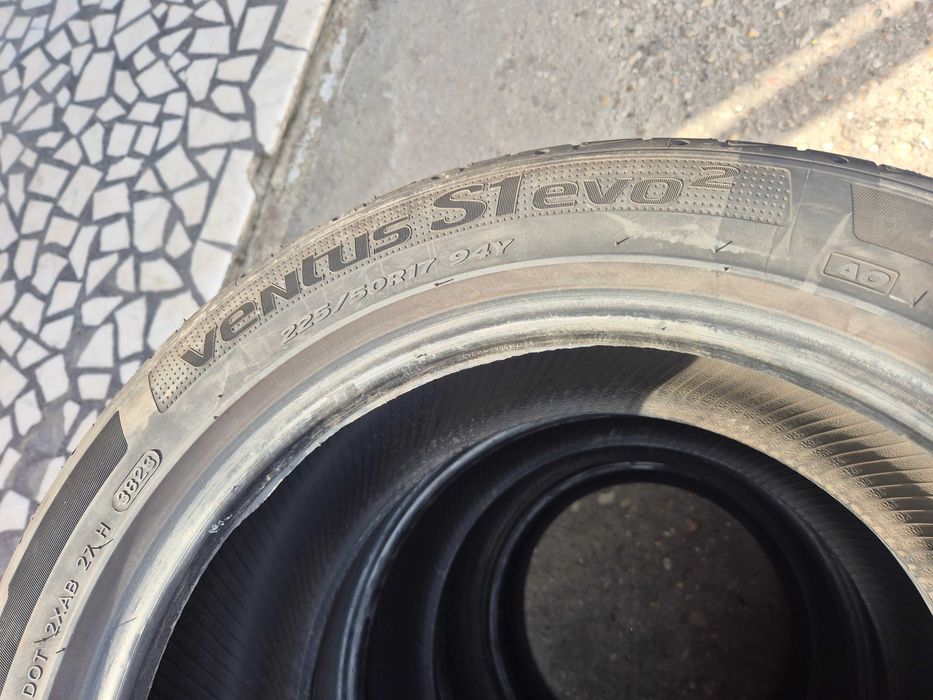 ventus S1evo²
225/50R17 94Y
AO
DOT 2XAB 27 H 3823